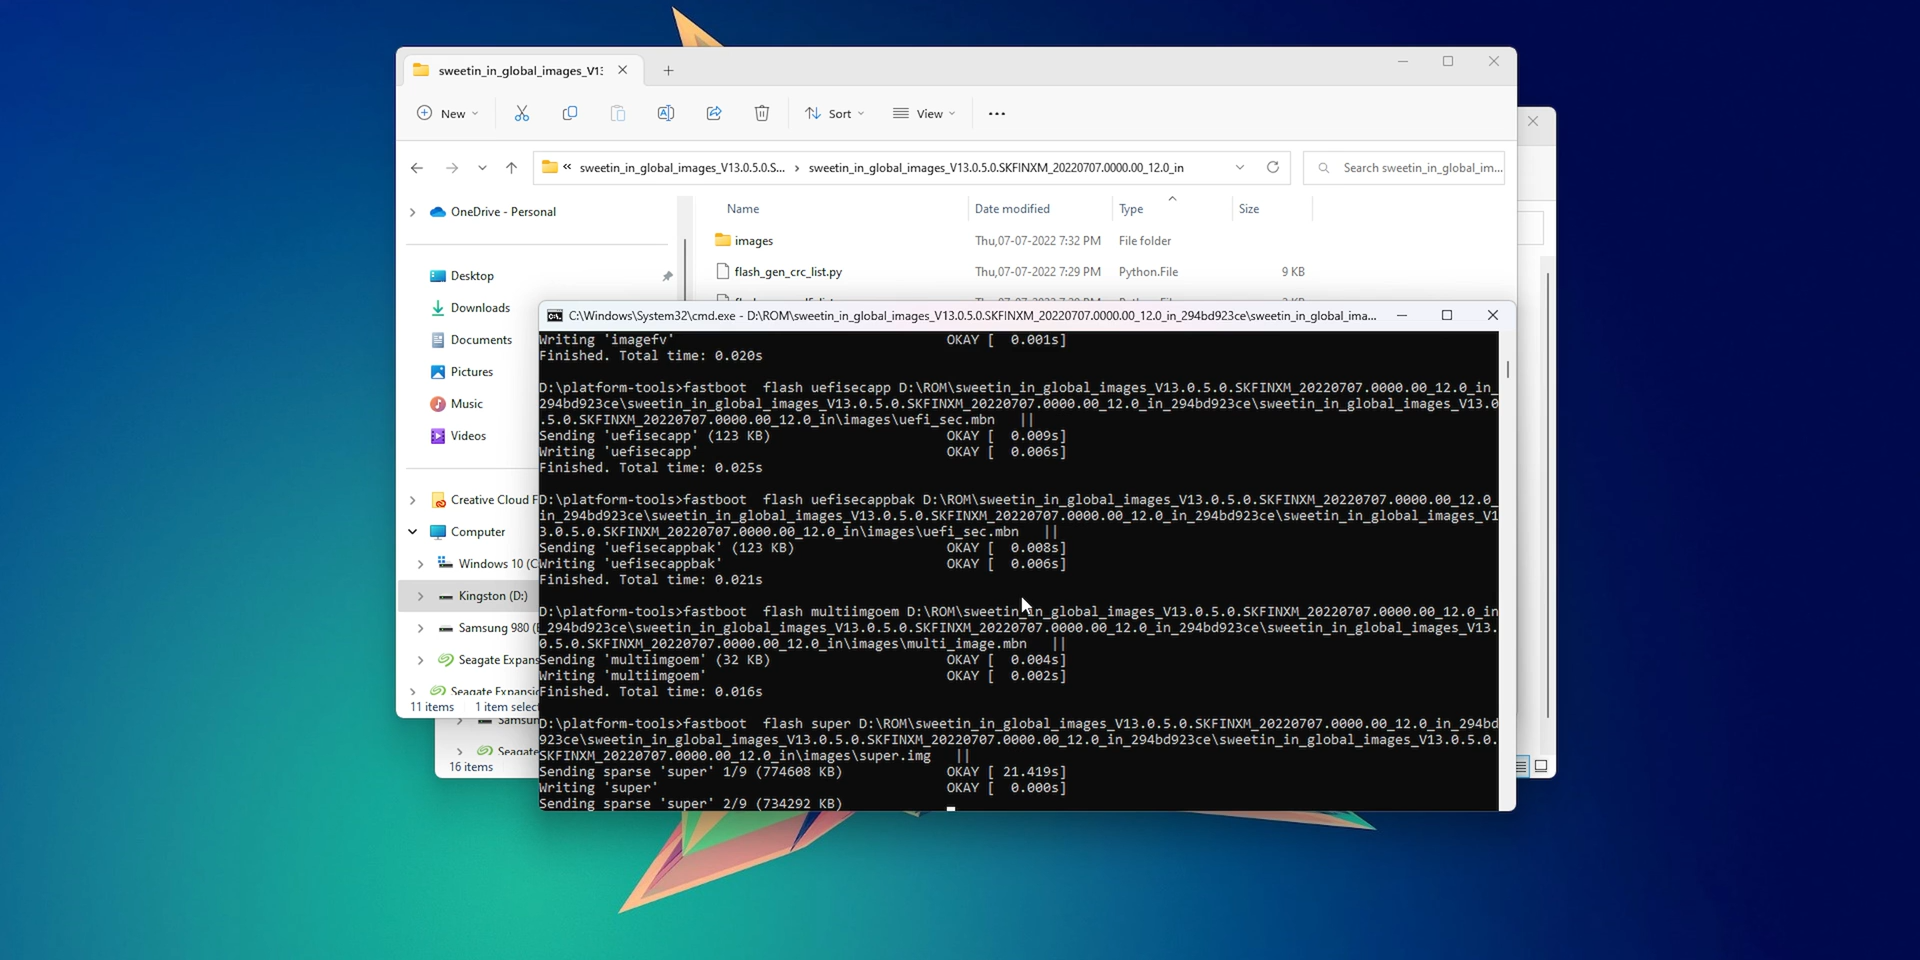 sweetin_in_global_images_V13
New
Sort
View
sweetin_in_global_images_V13.0.5.0.S... › sweetin_in_global_images_V13.0.5.0.SKFINXM_20220707.0000.00_12.0_in
Search sweetin_in_global_im...
OneDrive - Personal
Desktop
Downloads
Documents
Pictures
Music
Videos
Creative Cloud F
Computer
Windows 10 (C
Kingston (D:)
Samsung 980 (
Seagate Expans
Seagate Expansio
11 items 1 item selec
Samsun
Seagate
16 items
Name Date modified Type Size
images Thu,07-07-2022 7:32 PM File folder
flash_gen_crc_list.py Thu,07-07-2022 7:29 PM Python.File 9 KB
C:\Windows\System32\cmd.exe - D:\ROM\sweetin_in_global_images_V13.0.5.0.SKFINXM_20220707.0000.00_12.0_in_294bd923ce\sweetin_in_global_ima...
Writing 'imagefv' OKAY [ 0.001s]
Finished. Total time: 0.020s
D:\platform-tools>fastboot flash uefisecapp D:\ROM\sweetin_in_global_images_V13.0.5.0.SKFINXM_20220707.0000.00_12.0_in_
294bd923ce\sweetin_in_global_images_V13.0.5.0.SKFINXM_20220707.0000.00_12.0_in_294bd923ce\sweetin_in_global_images_V13.0
.5.0.SKFINXM_20220707.0000.00_12.0_in\images\uefi_sec.mbn ||
Sending 'uefisecapp' (123 KB) OKAY [ 0.009s]
Writing 'uefisecapp' OKAY [ 0.006s]
Finished. Total time: 0.025s
D:\platform-tools>fastboot flash uefisecappbak D:\ROM\sweetin_in_global_images_V13.0.5.0.SKFINXM_20220707.0000.00_12.0_
in_294bd923ce\sweetin_in_global_images_V13.0.5.0.SKFINXM_20220707.0000.00_12.0_in_294bd923ce\sweetin_in_global_images_V1
3.0.5.0.SKFINXM_20220707.0000.00_12.0_in\images\uefi_sec.mbn ||
Sending 'uefisecappbak' (123 KB) OKAY [ 0.008s]
Writing 'uefisecappbak' OKAY [ 0.006s]
Finished. Total time: 0.021s
D:\platform-tools>fastboot flash multiimgoem D:\ROM\sweetin_in_global_images_V13.0.5.0.SKFINXM_20220707.0000.00_12.0_in
_294bd923ce\sweetin_in_global_images_V13.0.5.0.SKFINXM_20220707.0000.00_12.0_in_294bd923ce\sweetin_in_global_images_V13.
0.5.0.SKFINXM_20220707.0000.00_12.0_in\images\multi_image.mbn ||
Sending 'multiimgoem' (32 KB) OKAY [ 0.004s]
Writing 'multiimgoem' OKAY [ 0.002s]
Finished. Total time: 0.016s
D:\platform-tools>fastboot flash super D:\ROM\sweetin_in_global_images_V13.0.5.0.SKFINXM_20220707.0000.00_12.0_in_294bd
923ce\sweetin_in_global_images_V13.0.5.0.SKFINXM_20220707.0000.00_12.0_in_294bd923ce\sweetin_in_global_images_V13.0.5.0.
SKFINXM_20220707.0000.00_12.0_in\images\super.img ||
Sending sparse 'super' 1/9 (774608 KB) OKAY [ 21.419s]
Writing 'super' OKAY [ 0.000s]
Sending sparse 'super' 2/9 (734292 KB)